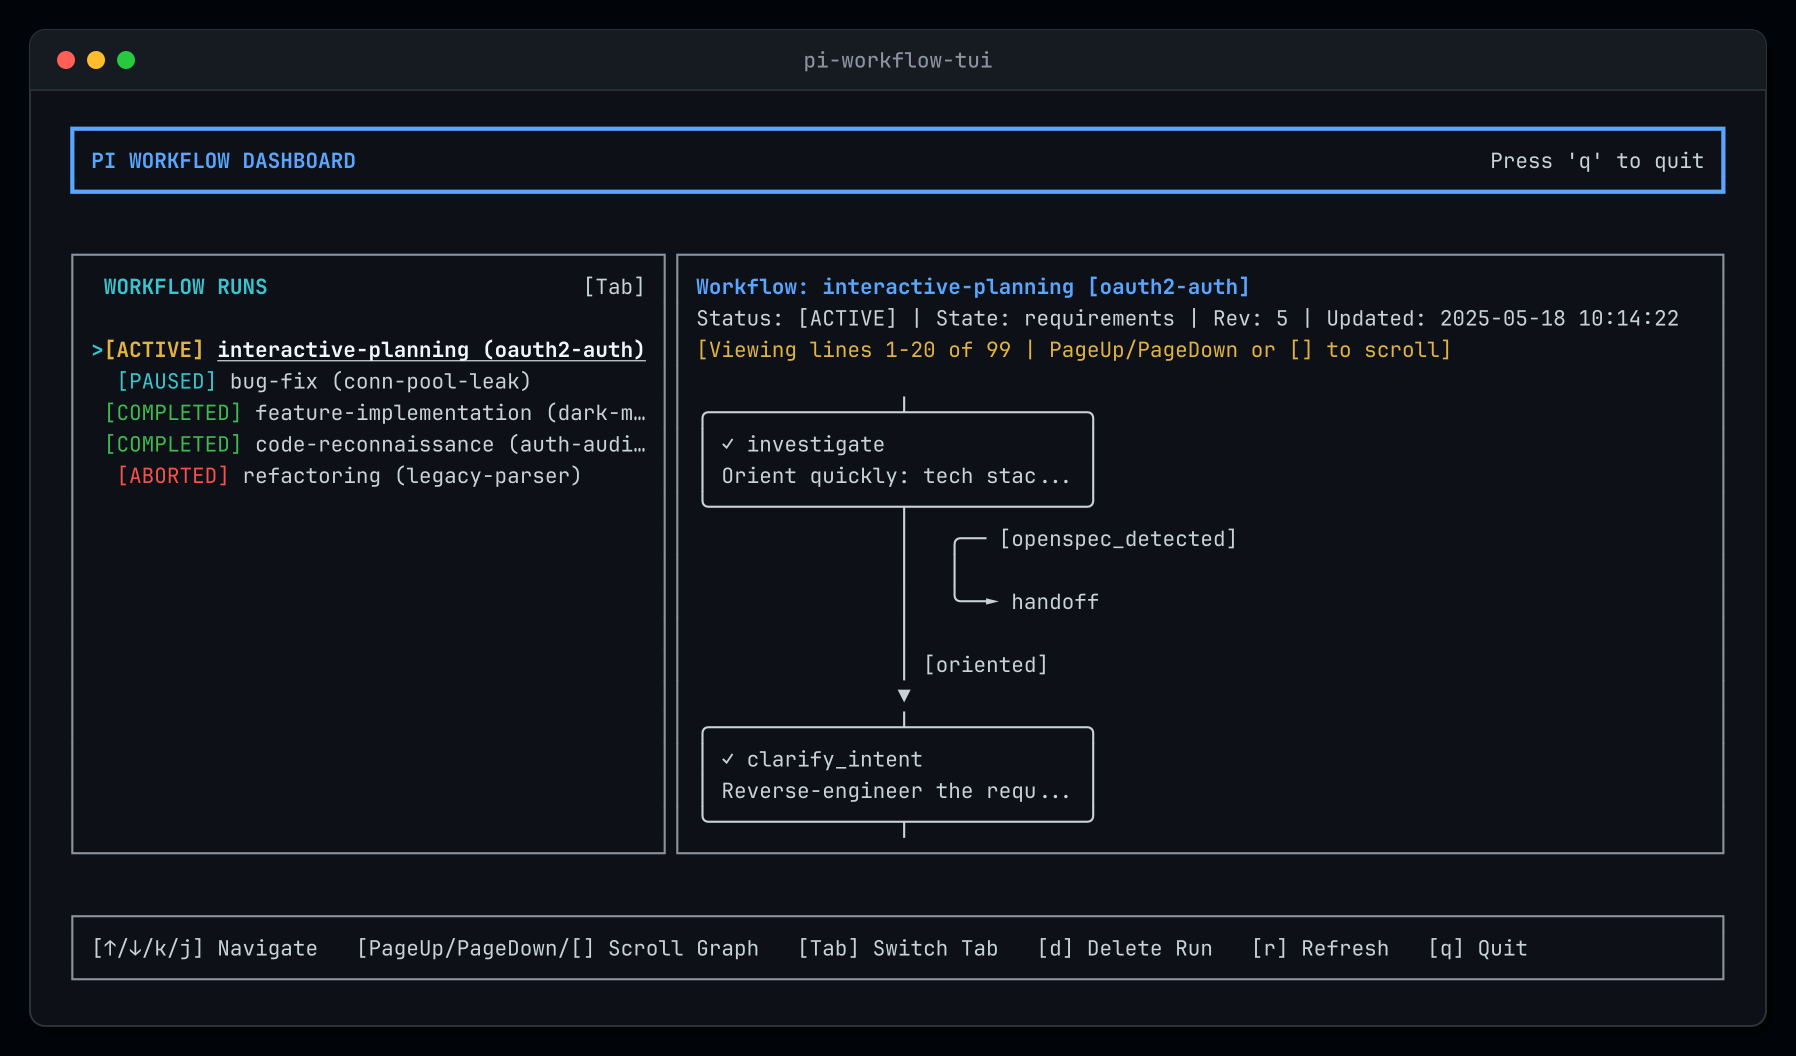 pi-workflow-tui
PI WORKFLOW DASHBOARD
Press 'q' to quit
WORKFLOW RUNS [Tab]
>[ACTIVE] interactive-planning (oauth2-auth)
[PAUSED] bug-fix (conn-pool-leak)
[COMPLETED] feature-implementation (dark-m…
[COMPLETED] code-reconnaissance (auth-audi…
[ABORTED] refactoring (legacy-parser)
Workflow: interactive-planning [oauth2-auth]
Status: [ACTIVE] | State: requirements | Rev: 5 | Updated: 2025-05-18 10:14:22
[Viewing lines 1-20 of 99 | PageUp/PageDown or [] to scroll]
✓ investigate
Orient quickly: tech stac...
[openspec_detected]
handoff
[oriented]
✓ clarify_intent
Reverse-engineer the requ...
[↑/↓/k/j] Navigate [PageUp/PageDown/[] Scroll Graph [Tab] Switch Tab [d] Delete Run [r] Refresh [q] Quit